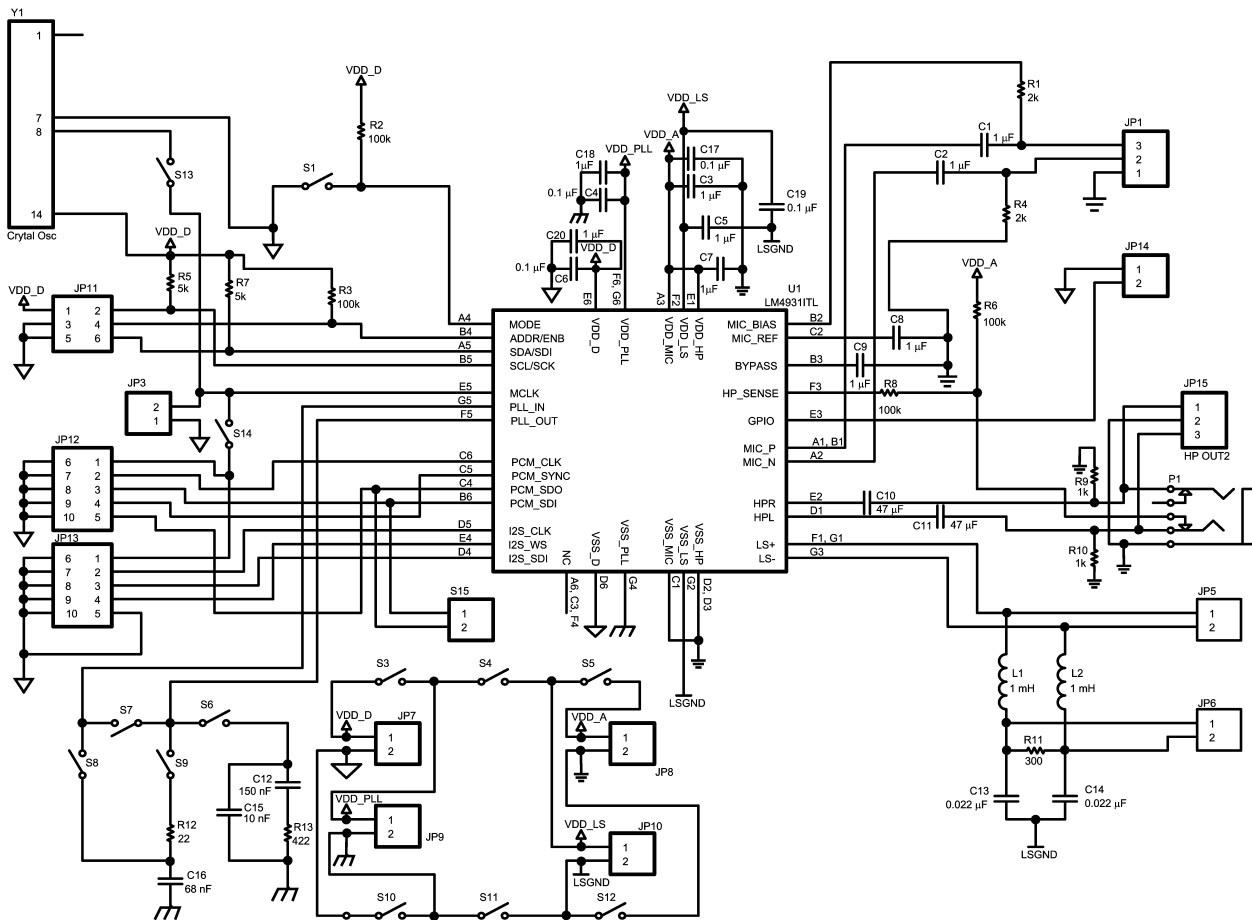 Y1
1
7
8
14
Crytal Osc
S13
VDD_D
R2
100k
S1
VDD_D
R5
5k
R7
5k
R3
100k
VDD_D
JP11
1 2
3 4
5 6
JP3
2
1
S14
JP12
6 1
7 2
8 3
9 4
10 5
JP13
6 1
7 2
8 3
9 4
10 5
A4
B4
A5
B5
E5
G5
F5
C6
C5
C4
B6
D5
E4
D4
C18
1µF
0.1 µF
C4
VDD_PLL
C20
1 µF
VDD_D
0.1 µF
C6
E6
F6, G6
VDD_LS
VDD_A
C17
0.1 µF
C3
1 µF
C19
0.1 µF
C5
1 µF
LSGND
C7
1µF
A3
F2
E1
U1
LM4931ITL
MODE
ADDR/ENB
SDA/SDI
SCL/SCK
MCLK
PLL_IN
PLL_OUT
PCM_CLK
PCM_SYNC
PCM_SDO
PCM_SDI
I2S_CLK
I2S_WS
I2S_SDI
VDD_D
VDD_PLL
VDD_MIC
VDD_LS
VDD_HP
MIC_BIAS
MIC_REF
BYPASS
HP_SENSE
GPIO
MIC_P
MIC_N
HPR
HPL
LS+
LS-
NC
VSS_D
VSS_PLL
VSS_MIC
VSS_LS
VSS_HP
A6, C3, F4
D6
G4
C1
G2
D2, D3
LSGND
B2
C2
B3
F3
E3
A1, B1
A2
E2
D1
F1, G1
G3
R1
2k
C1
1 µF
C2
1 µF
R4
2k
JP1
3
2
1
JP14
1
2
VDD_A
R6
100k
C8
1 µF
C9
1 µF
R8
100k
JP15
1
2
3
HP OUT2
R9
1k
P1
C10
47 µF
C11
47 µF
R10
1k
JP5
1
2
L1
1 mH
L2
1 mH
JP6
1
2
R11
300
C13
0.022 µF
C14
0.022 µF
LSGND
S15
1
2
S7
S6
S8
S9
C12
150 nF
C15
10 nF
R12
22
R13
422
C16
68 nF
S3
S4
S5
VDD_D
JP7
1
2
VDD_A
1
2
JP8
VDD_PLL
1
2
JP9
VDD_LS
JP10
1
2
LSGND
S10
S11
S12